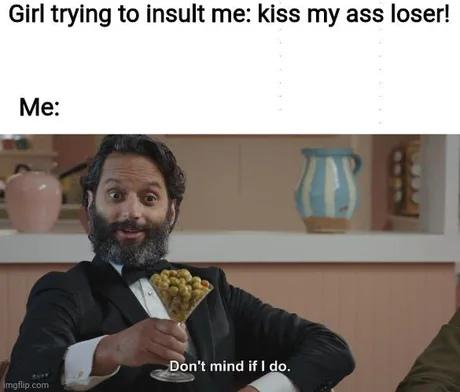 Girl trying to insult me: kiss my ass loser!
Me:
Don't mind if I do.
imgflip.com